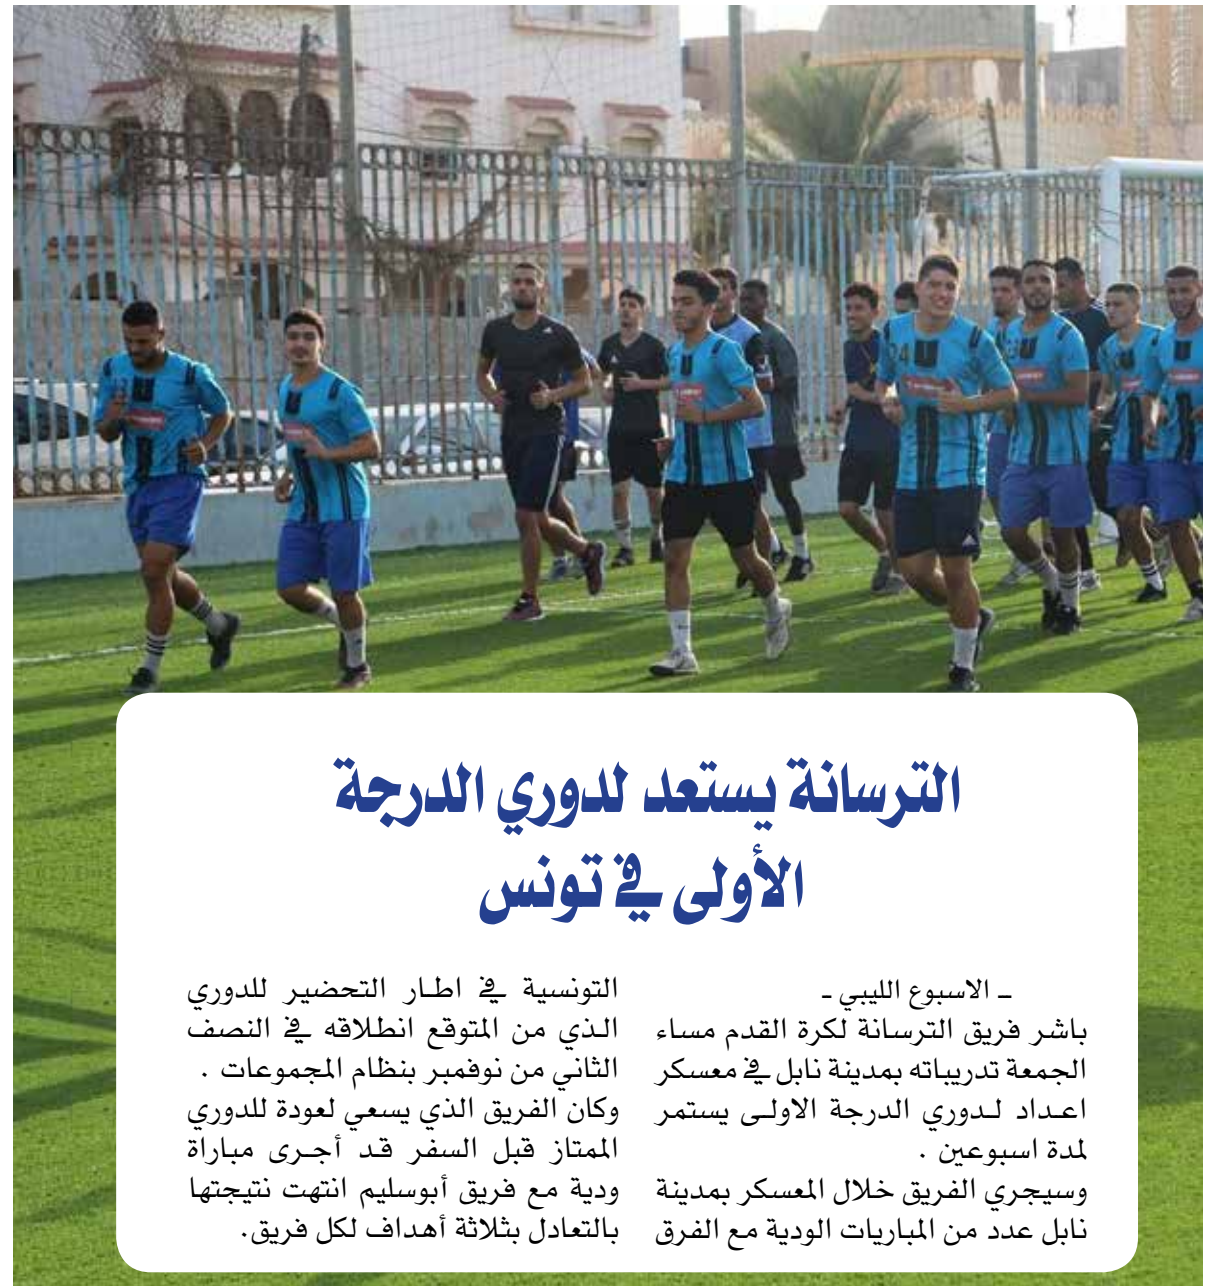 الترسانة يستعد لدوري الدرجة
الأولى في تونس
ـ الاسبوع الليبي ـ
باشر فريق الترسانة لكرة القدم مساء
الجمعة تدريباته بمدينة نابل في معسكر
اعداد لدوري الدرجة الاولى يستمر
لمدة اسبوعين .
وسيجري الفريق خلال المعسكر بمدينة
نابل عدد من المباريات الودية مع الفرق
التونسية في اطار التحضير للدوري
الذي من المتوقع انطلاقه في النصف
الثاني من نوفمبر بنظام المجموعات .
وكان الفريق الذي يسعي لعودة للدوري
الممتاز قبل السفر قد أجرى مباراة
ودية مع فريق أبوسليم انتهت نتيجتها
بالتعادل بثلاثة أهداف لكل فريق.
24